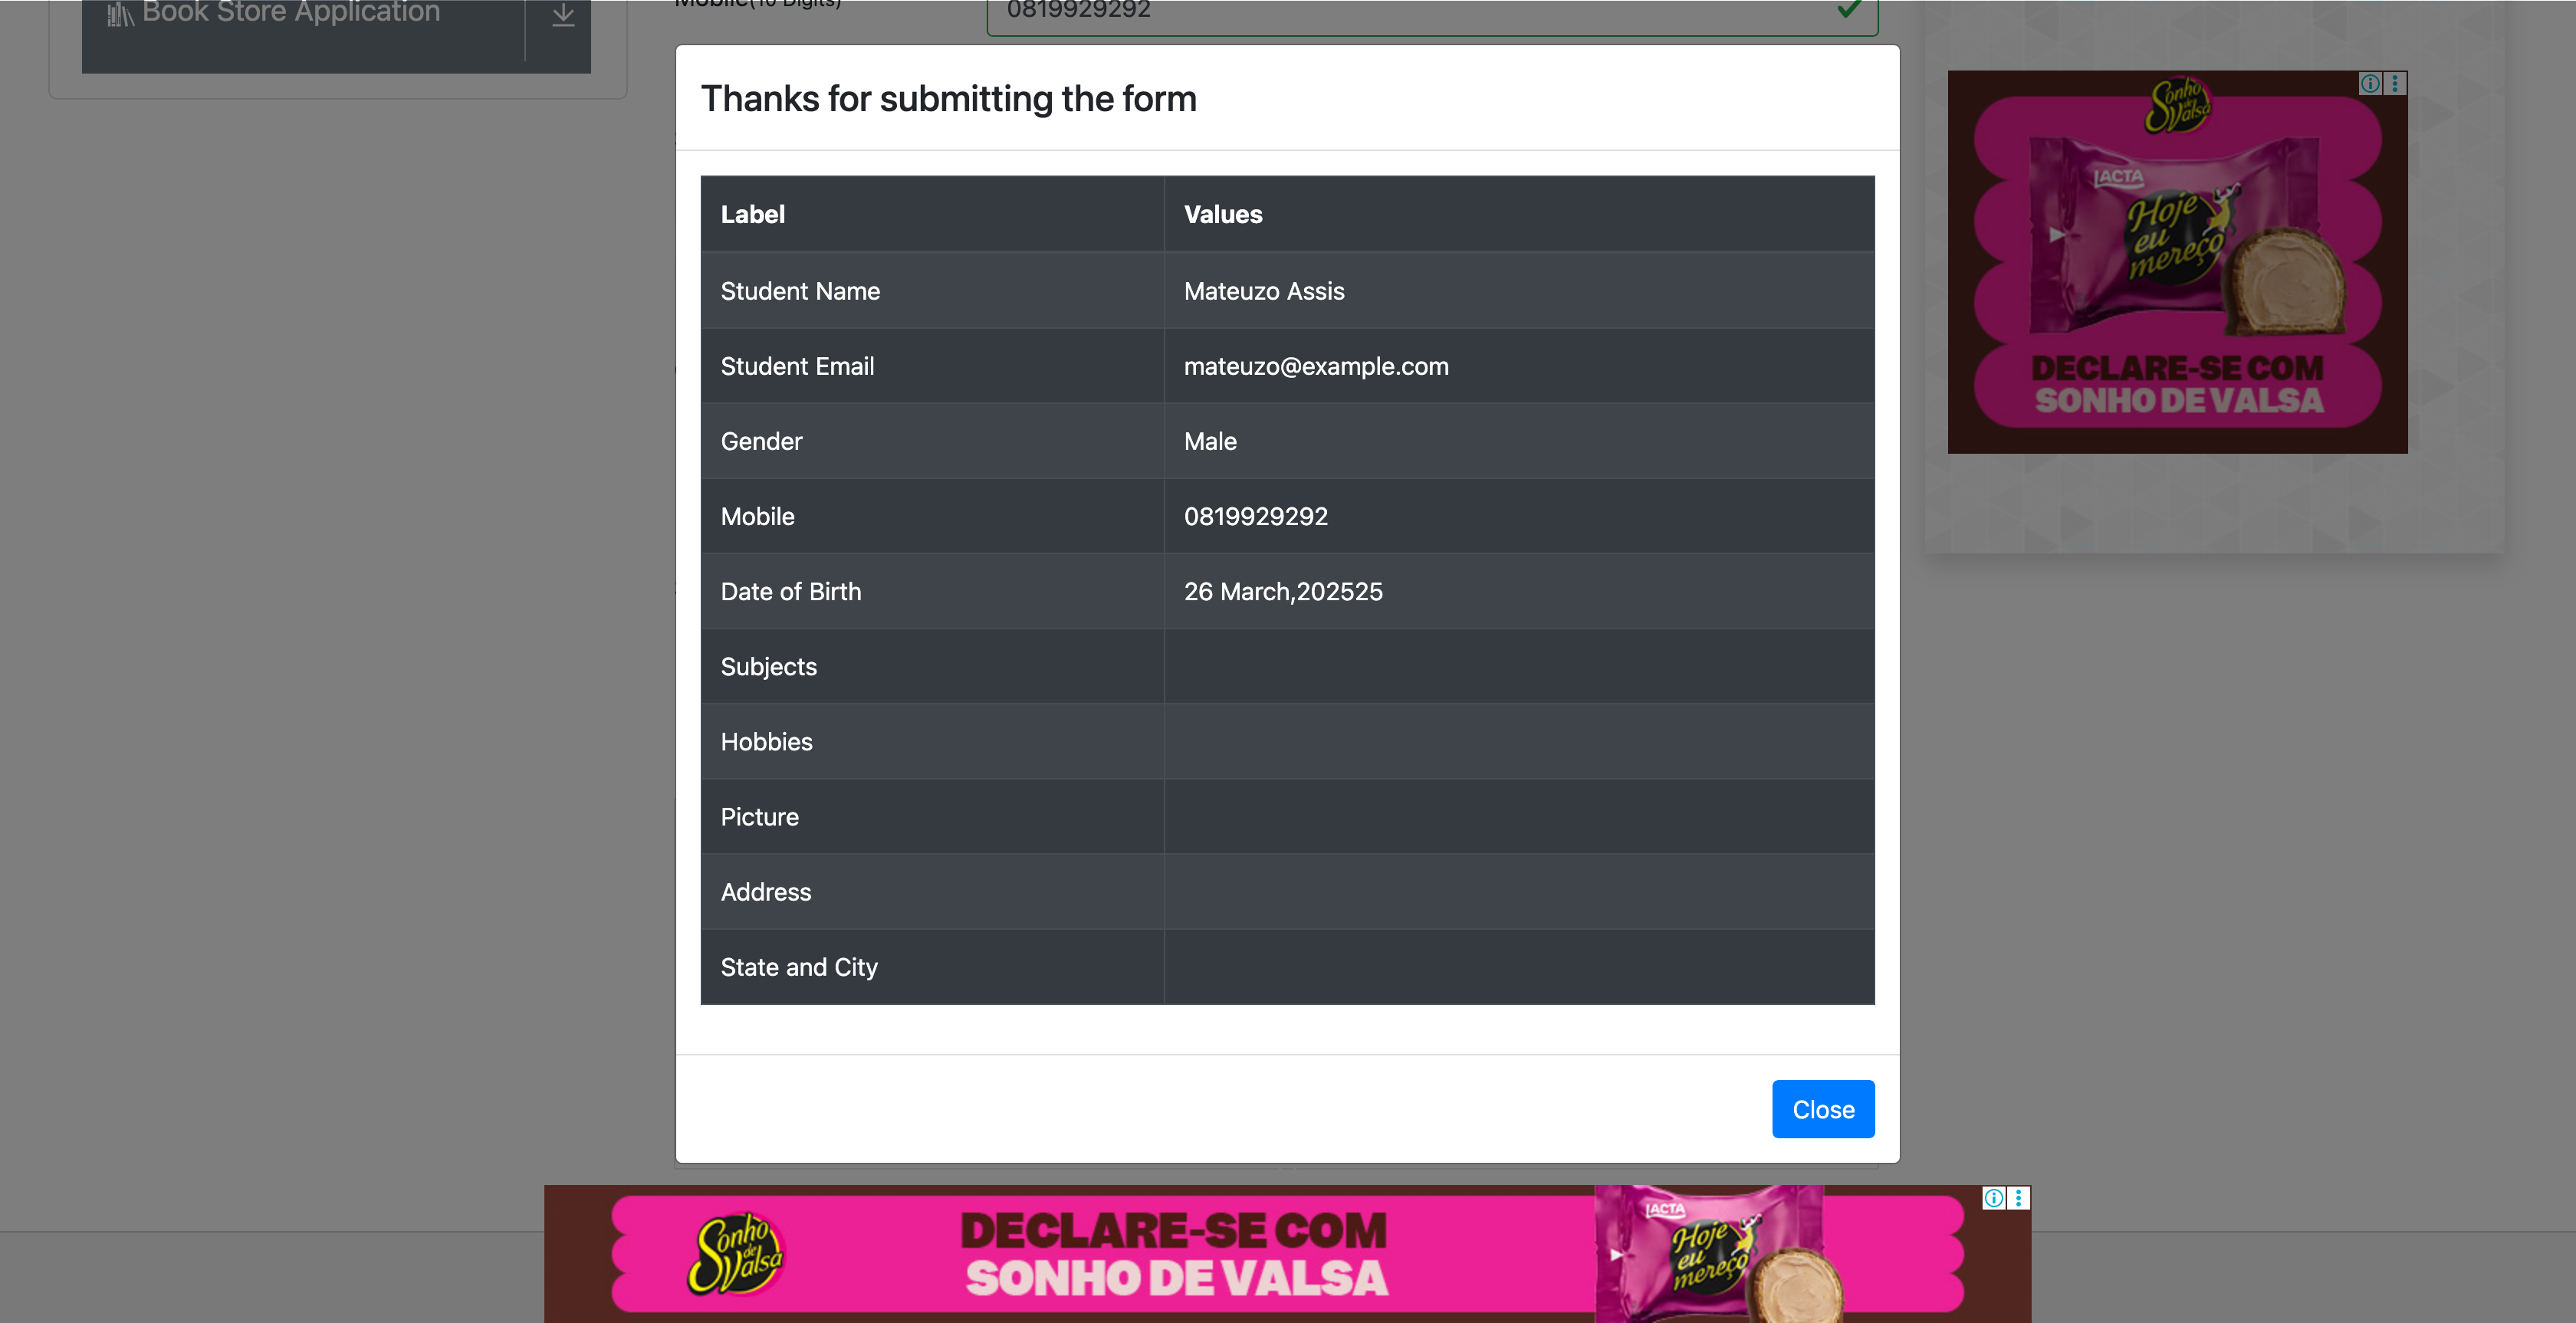 Book Store Application
Mobile(10 Digits)
0819929292
Thanks for submitting the form
Label Values
Student Name Mateuzo Assis
Student Email mateuzo@example.com
Gender Male
Mobile 0819929292
Date of Birth 26 March,202525
Subjects
Hobbies
Picture
Address
State and City
Close
Sonho de Valsa
LACTA
Hoje
eu
mereço
DECLARE-SE COM
SONHO DE VALSA
Sonho
de
Valsa
DECLARE-SE COM
SONHO DE VALSA
LACTA
Hoje
eu
mereço